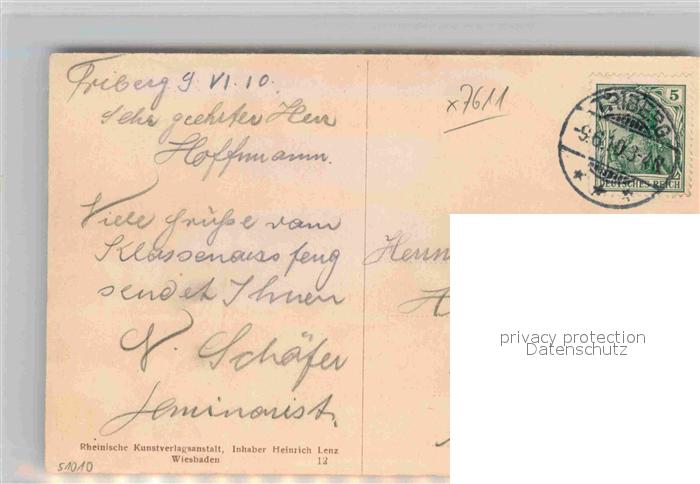 Triberg 9 VI. 10.
Sehr geehrter Herr
Hoffmann.
Viele Grüße vom
Klassenausfeug
sendet Ihnen
N. Schäfer
Seminarist.
Rheinische Kunstverlagsanstalt, Inhaber Heinrich Lenz
Wiesbaden 12
51010
x7611
5
TRIBERG
DEUTSCHES REICH
Herrn
privacy protection
Datenschutz